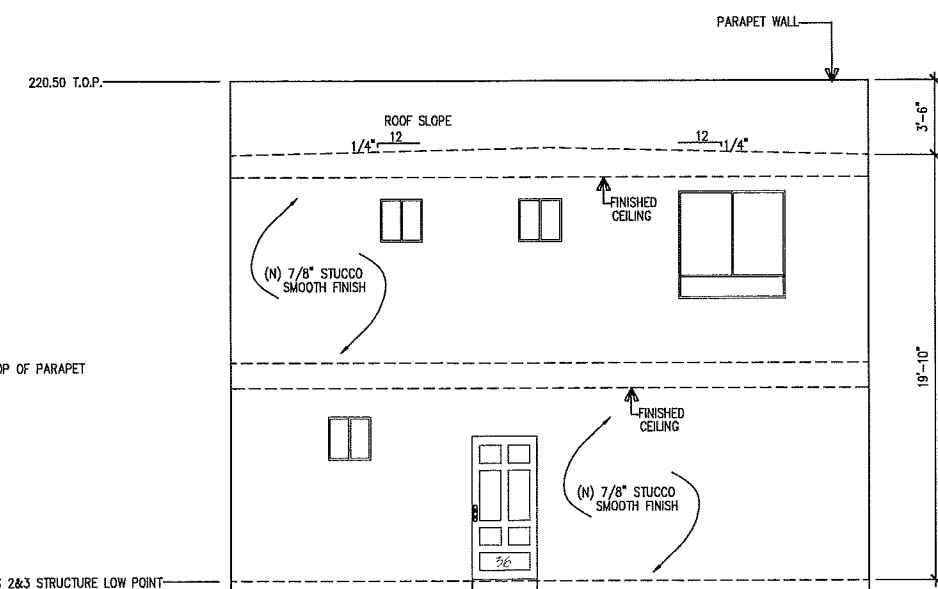 PARAPET WALL
220.50 T.O.P.
3'-6"
ROOF SLOPE
12
1/4"
12
1/4"
FINISHED
CEILING
(N) 7/8" STUCCO
SMOOTH FINISH
OP OF PARAPET
19'-10"
FINISHED
CEILING
(N) 7/8" STUCCO
SMOOTH FINISH
36
2&3 STRUCTURE LOW POINT